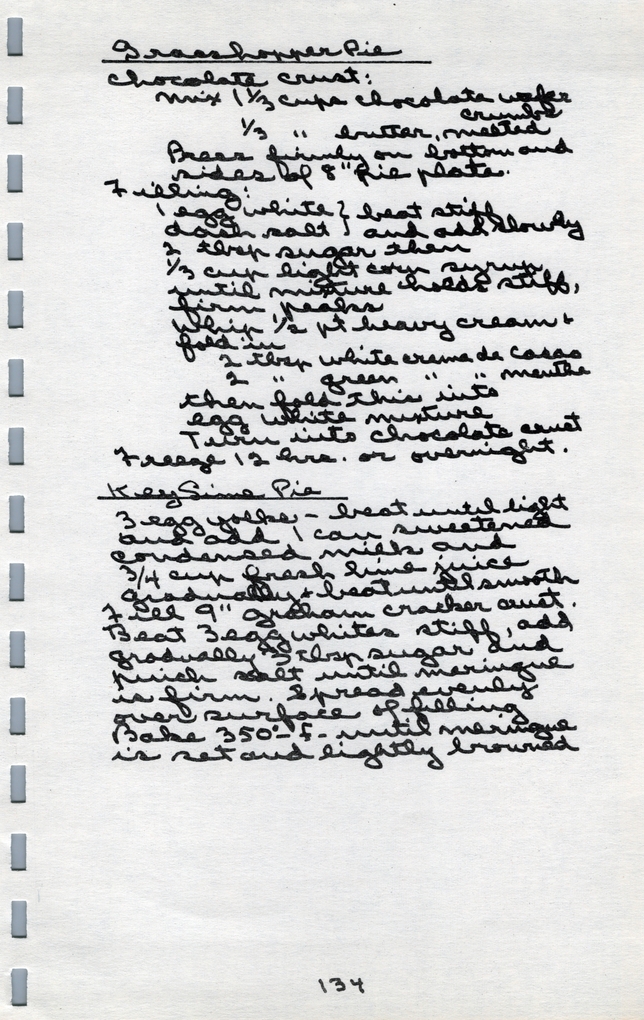 Grasshopper Pie
Chocolate crust:
mix 1 1/3 cups chocolate wafer
crumbs
1/3 " butter, melted
Press firmly on bottom and
sides of 8" pie plate.
Filling:
1 egg white } beat stiff
dash salt } and add slowly
2 tbsp sugar then
1/3 cup light corn syrup
until mixture holds stiff,
firm peaks
Whip 1/2 pt heavy cream +
fold in
2 tbsp white creme de Cacao
2 " green " " menthe
then fold this into
egg white mixture
Turn into chocolate crust
Freeze 12 hrs. or overnight.
Key Lime Pie
3 egg yolks - beat until light
and add 1 can sweetened
condensed milk and
3/4 cup fresh lime juice
gradually + beat until smooth
Fill 9" graham cracker crust.
Beat 3 egg whites stiff, add
gradually 3 tbsp sugar and
pinch salt until meringue
is firm. Spread evenly
over surface of filling
Bake 350°F - until meringue
is set and lightly browned
134